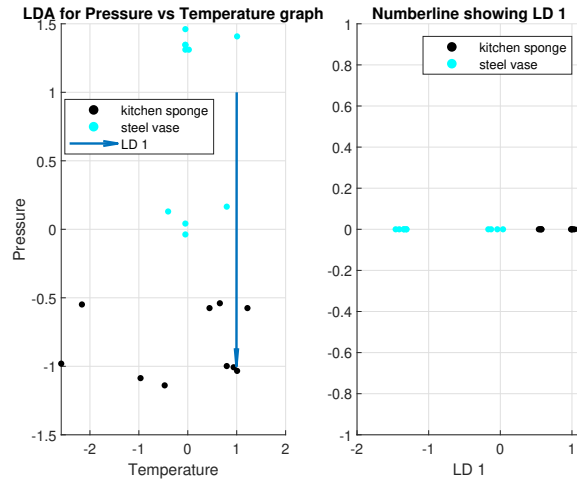 LDA for Pressure vs Temperature graph
1.5
1
0.5
0
-0.5
-1
-1.5
Pressure
kitchen sponge
steel vase
LD 1
-2
-1
0
1
2
Temperature
Numberline showing LD 1
1
0.8
0.6
0.4
0.2
0
-0.2
-0.4
-0.6
-0.8
-1
kitchen sponge
steel vase
-2
-1
0
1
LD 1